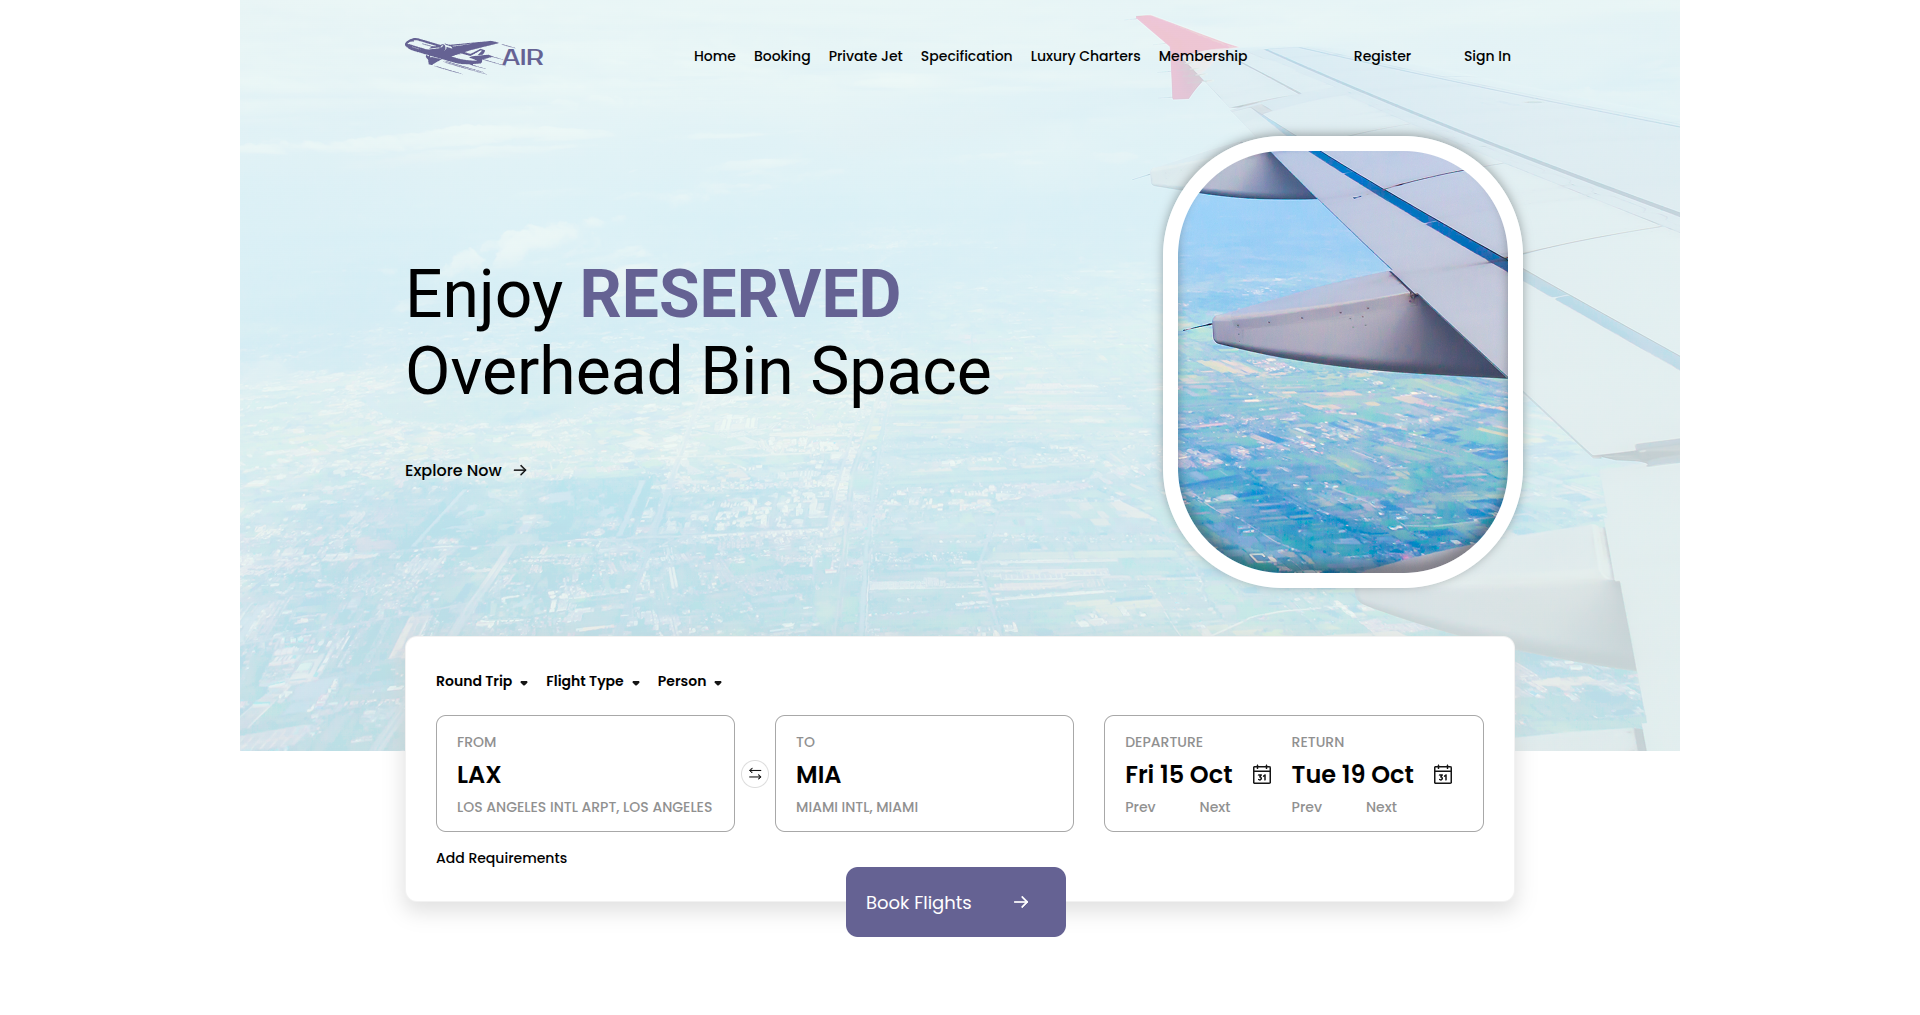 AIR
Home Booking Private Jet Specification Luxury Charters Membership Register Sign In
Enjoy RESERVED
Overhead Bin Space
Explore Now
Round Trip Flight Type Person
FROM
LAX
LOS ANGELES INTL ARPT, LOS ANGELES
TO
MIA
MIAMI INTL, MIAMI
DEPARTURE RETURN
Fri 15 Oct 31 Tue 19 Oct 31
Prev Next Prev Next
Add Requirements
Book Flights